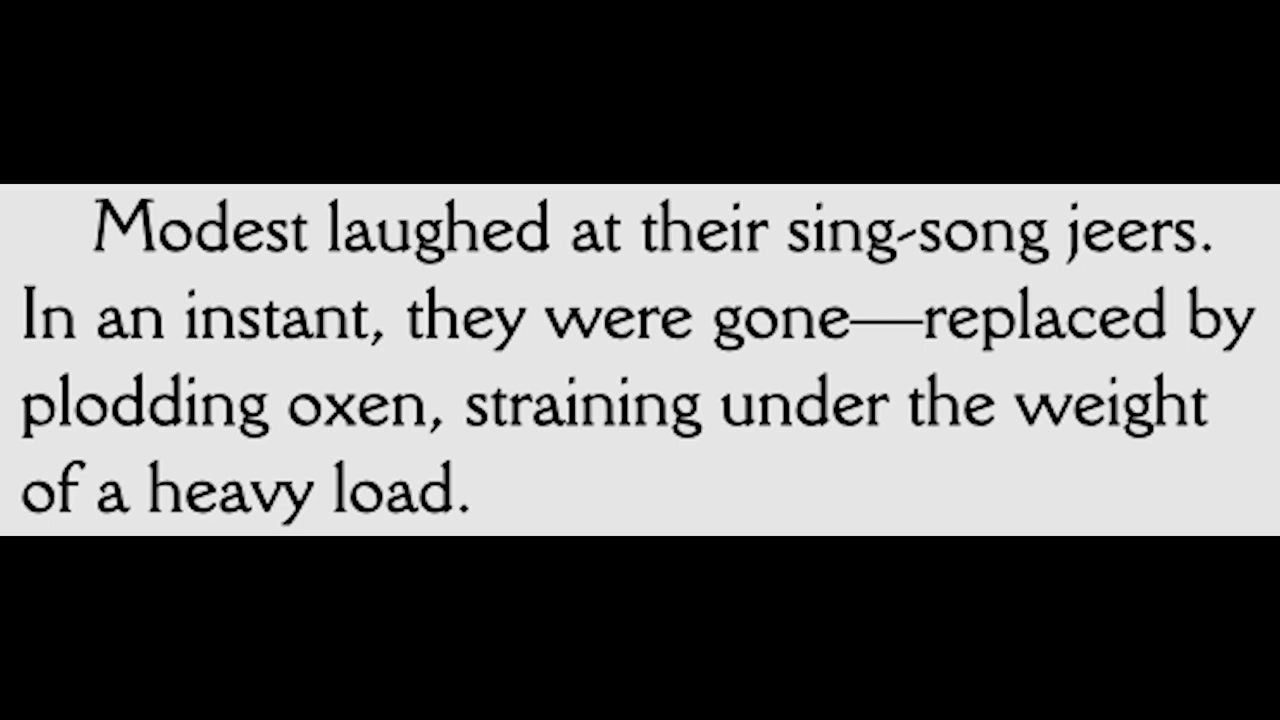 Modest laughed at their sing-song jeers.
In an instant, they were gone—replaced by
plodding oxen, straining under the weight
of a heavy load.